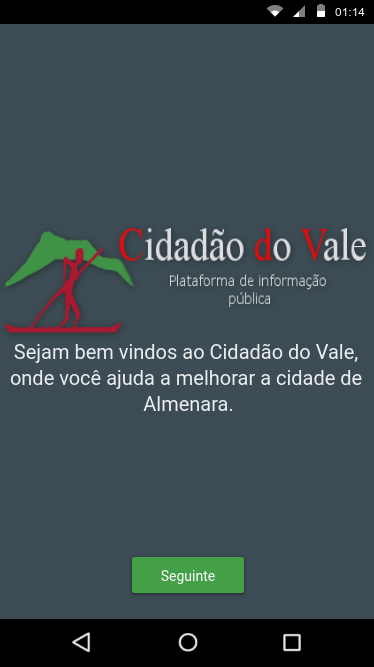 01:14
Cidadão do Vale
Plataforma de informação
pública
Sejam bem vindos ao Cidadão do Vale,
onde você ajuda a melhorar a cidade de
Almenara.
Seguinte